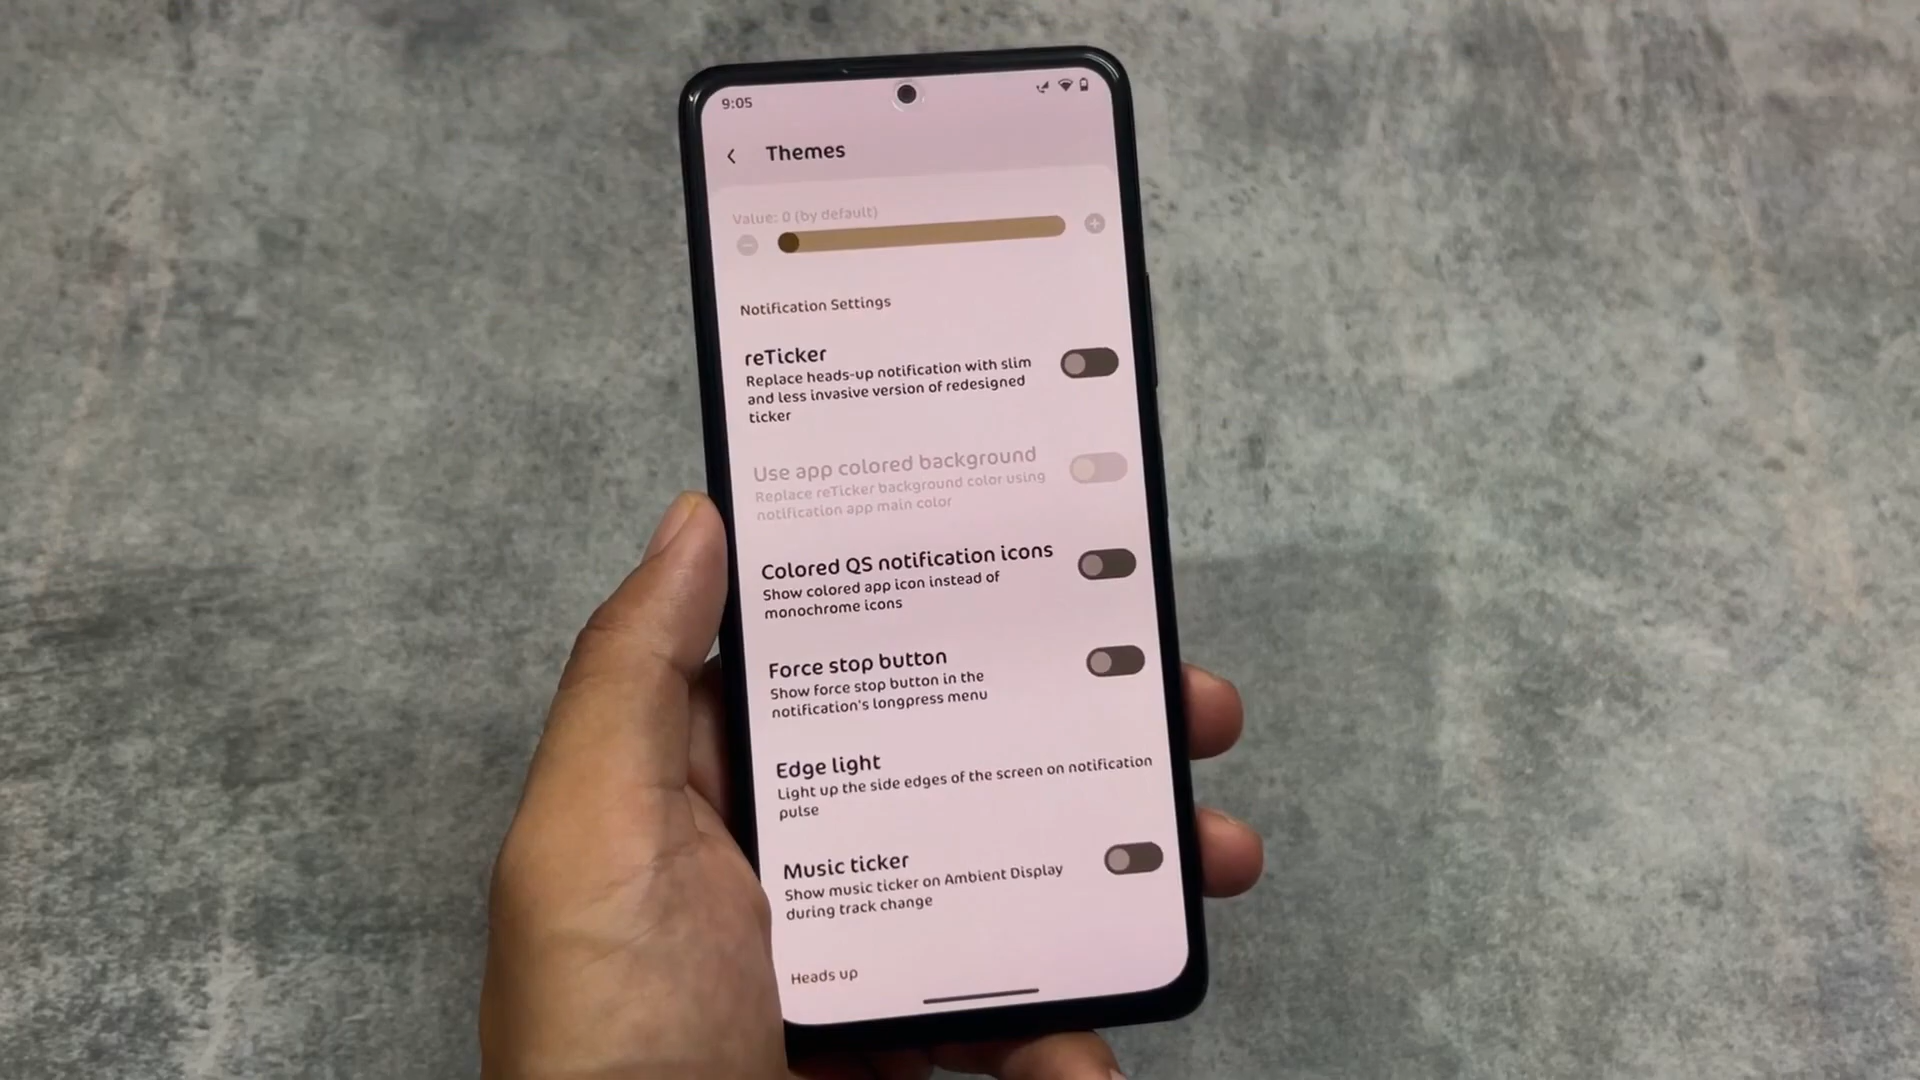 9:05
Themes
Value: 0 (by default)
Notification Settings
reTicker
Replace heads-up notification with slim
and less invasive version of redesigned
ticker
Use app colored background
Replace reTicker background color using
notification app main color
Colored QS notification icons
Show colored app icon instead of
monochrome icons
Force stop button
Show force stop button in the
notification's longpress menu
Edge light
Light up the side edges of the screen on notification
pulse
Music ticker
Show music ticker on Ambient Display
during track change
Heads up